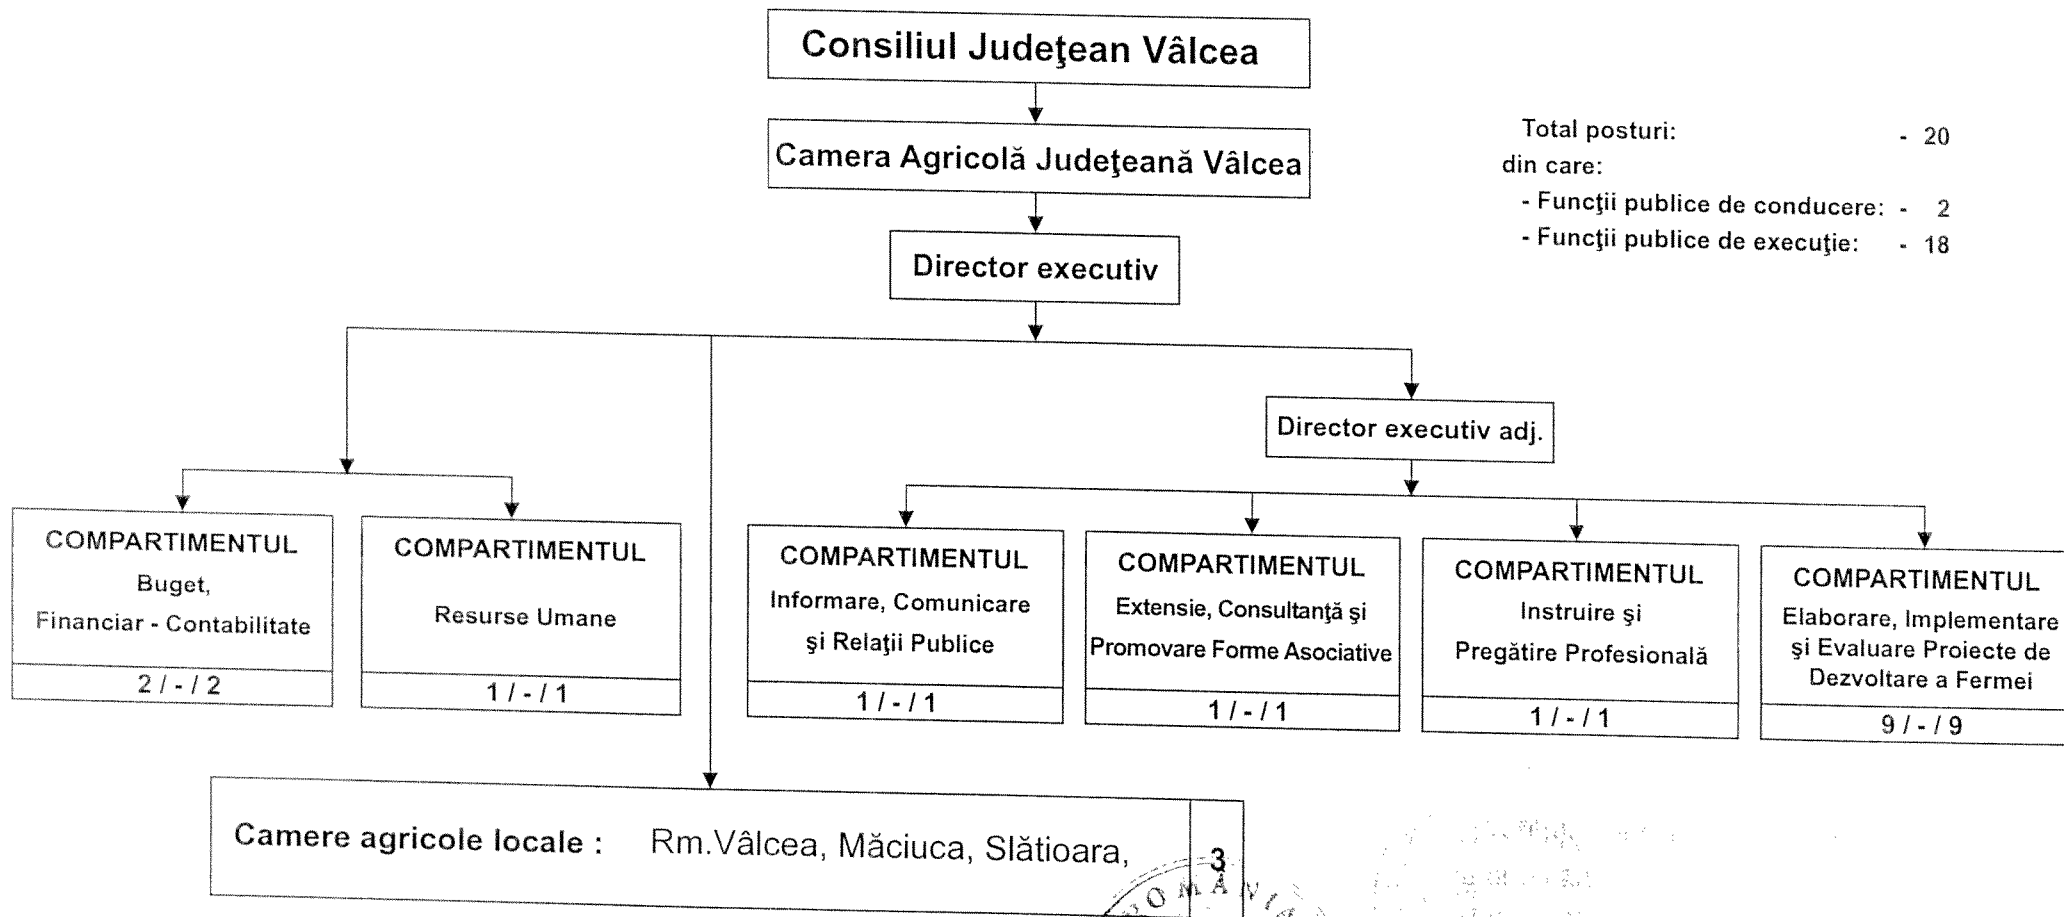 Consiliul Judeţean Vâlcea
Camera Agricolă Judeţeană Vâlcea
Total posturi: - 20
din care:
- Funcţii publice de conducere: - 2
- Funcţii publice de execuţie: - 18
Director executiv
Director executiv adj.
COMPARTIMENTUL
Buget,
Financiar - Contabilitate
2 / - / 2
COMPARTIMENTUL
Resurse Umane
1 / - / 1
COMPARTIMENTUL
Informare, Comunicare
şi Relaţii Publice
1 / - / 1
COMPARTIMENTUL
Extensie, Consultanţă şi
Promovare Forme Asociative
1 / - / 1
COMPARTIMENTUL
Instruire şi
Pregătire Profesională
1 / - / 1
COMPARTIMENTUL
Elaborare, Implementare
şi Evaluare Proiecte de
Dezvoltare a Fermei
9 / - / 9
Camere agricole locale : Rm.Vâlcea, Măciuca, Slătioara,
3